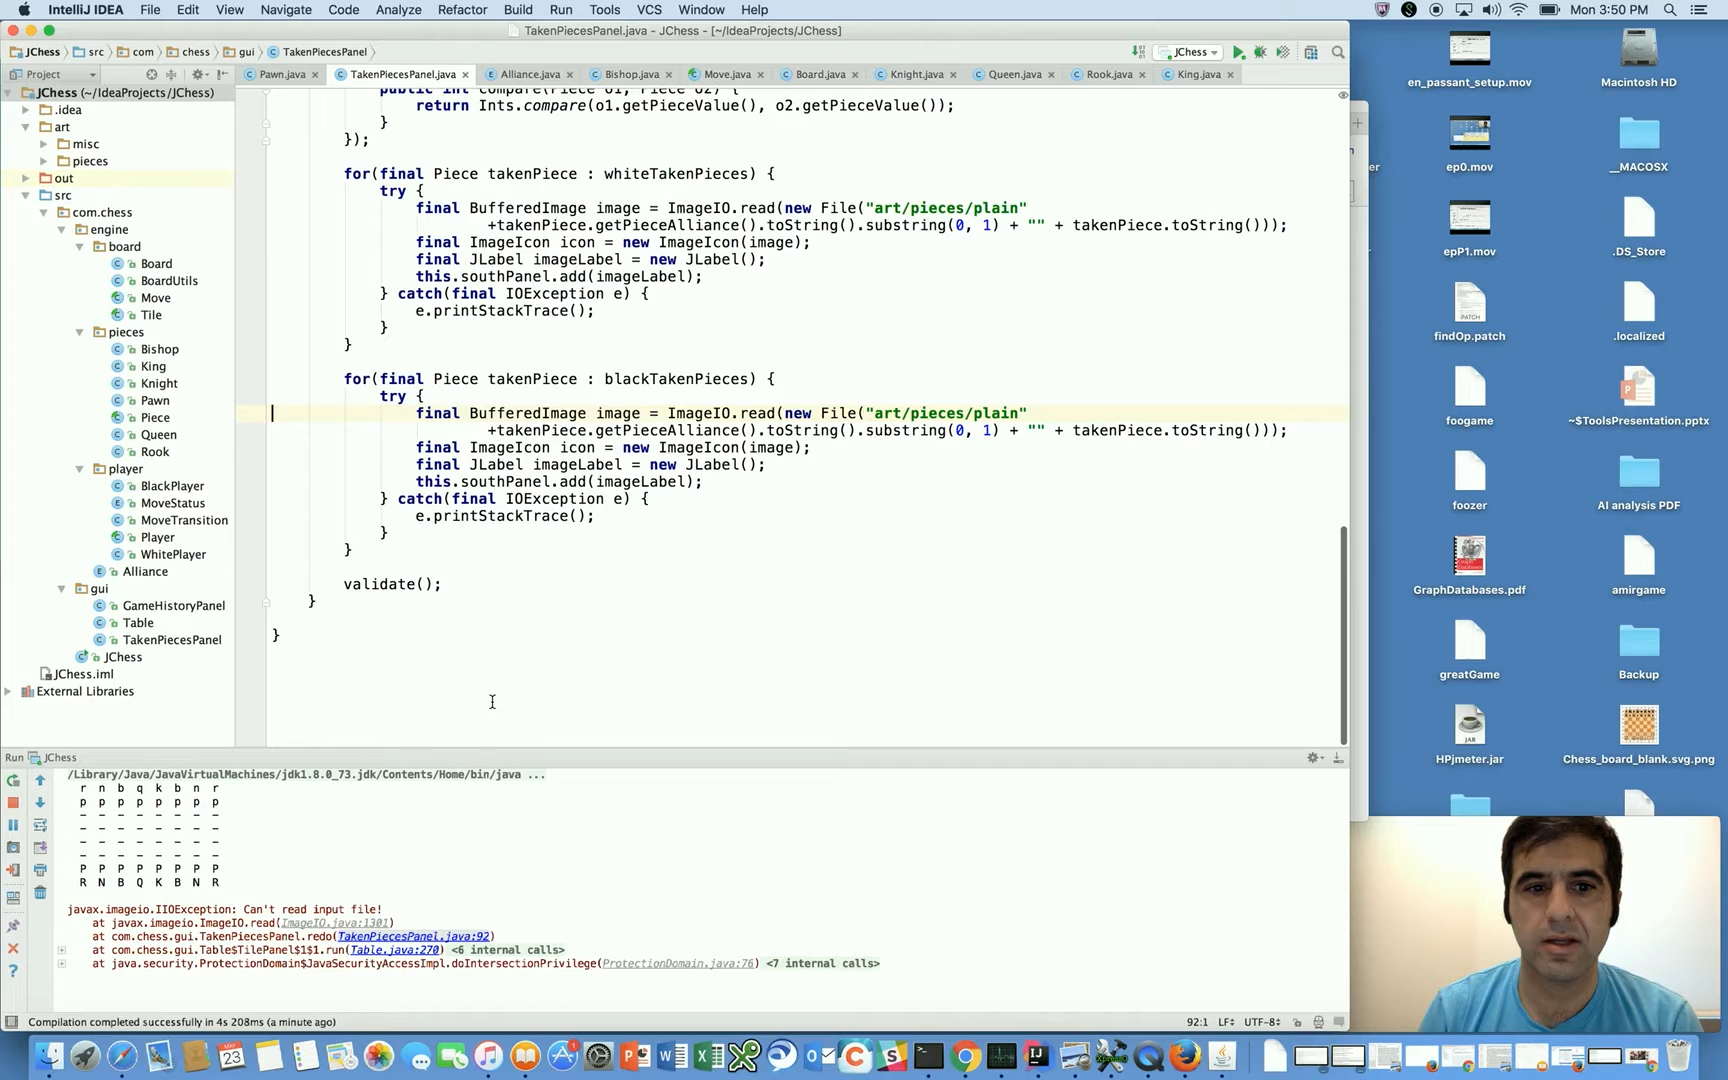 IntelliJ IDEA File Edit View Navigate Code Analyze Refactor Build Run Tools VCS Window Help Mon 3:50 PM
TakenPiecesPanel.java - JChess - [~/IdeaProjects/JChess]
JChess src com chess gui TakenPiecesPanel JChess
Project Pawn.java TakenPiecesPanel.java Alliance.java Bishop.java Move.java Board.java Knight.java Queen.java Rook.java King.java
JChess (~/IdeaProjects/JChess)
.idea
art
misc
pieces
out
src
com.chess
engine
board
Board
BoardUtils
Move
Tile
pieces
Bishop
King
Knight
Pawn
Piece
Queen
Rook
player
BlackPlayer
MoveStatus
MoveTransition
Player
WhitePlayer
Alliance
gui
GameHistoryPanel
Table
TakenPiecesPanel
JChess
JChess.iml
External Libraries
public int compare(Piece o1, Piece o2) {
return Ints.compare(o1.getPieceValue(), o2.getPieceValue());
}
});
for(final Piece takenPiece : whiteTakenPieces) {
try {
final BufferedImage image = ImageIO.read(new File("art/pieces/plain"
+takenPiece.getPieceAlliance().toString().substring(0, 1) + "" + takenPiece.toString()));
final ImageIcon icon = new ImageIcon(image);
final JLabel imageLabel = new JLabel();
this.southPanel.add(imageLabel);
} catch(final IOException e) {
e.printStackTrace();
}
}
for(final Piece takenPiece : blackTakenPieces) {
try {
final BufferedImage image = ImageIO.read(new File("art/pieces/plain"
+takenPiece.getPieceAlliance().toString().substring(0, 1) + "" + takenPiece.toString()));
final ImageIcon icon = new ImageIcon(image);
final JLabel imageLabel = new JLabel();
this.southPanel.add(imageLabel);
} catch(final IOException e) {
e.printStackTrace();
}
}
validate();
}
}
Run JChess
/Library/Java/JavaVirtualMachines/jdk1.8.0_73.jdk/Contents/Home/bin/java ...
r n b q k b n r
p p p p p p p p
- - - - - - - -
- - - - - - - -
- - - - - - - -
- - - - - - - -
P P P P P P P P
R N B Q K B N R
javax.imageio.IIOException: Can't read input file!
at javax.imageio.ImageIO.read(ImageIO.java:1301)
at com.chess.gui.TakenPiecesPanel.redo(TakenPiecesPanel.java:92)
at com.chess.gui.Table$TilePanel$1$1.run(Table.java:270) <6 internal calls>
at java.security.ProtectionDomain$JavaSecurityAccessImpl.doIntersectionPrivilege(ProtectionDomain.java:76) <7 internal calls>
Compilation completed successfully in 4s 208ms (a minute ago) 92:1 LF UTF-8
en_passant_setup.mov
Macintosh HD
ep0.mov
__MACOSX
epP1.mov
.DS_Store
PATCH
findOp.patch
.localized
foogame
~$ToolsPresentation.pptx
foozer
AI analysis PDF
GraphDatabases.pdf
amirgame
greatGame
Backup
JAR
HPjmeter.jar
Chess_board_blank.svg.png
MAY
23